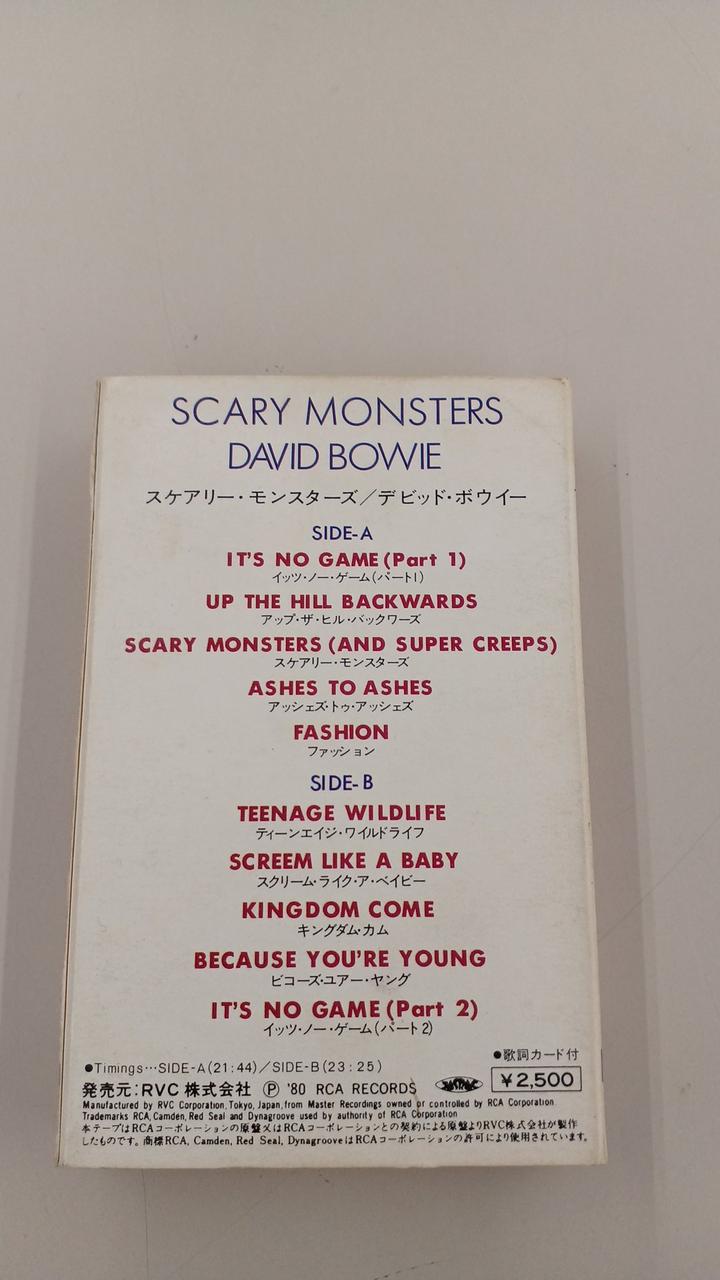 SCARY MONSTERS
DAVID BOWIE
スケアリー・モンスターズ／デビッド・ボウイー
SIDE-A
IT'S NO GAME (Part 1)
イッツ・ノー・ゲーム(パート1)
UP THE HILL BACKWARDS
アップ・ザ・ヒル・バックワーズ
SCARY MONSTERS (AND SUPER CREEPS)
スケアリー・モンスターズ
ASHES TO ASHES
アッシェズ・トゥ・アッシェズ
FASHION
ファッション
SIDE-B
TEENAGE WILDLIFE
ティーンエイジ・ワイルドライフ
SCREEM LIKE A BABY
スクリーム・ライク・ア・ベイビー
KINGDOM COME
キングダム・カム
BECAUSE YOU'RE YOUNG
ビコーズ・ユアー・ヤング
IT'S NO GAME (Part 2)
イッツ・ノー・ゲーム(パート2)
●歌詞カード付
●Timings…SIDE-A(21:44)／SIDE-B(23:25)
発売元:RVC 株式会社 Ⓟ '80 RCA RECORDS ¥2,500
Manufactured by RVC Corporation, Tokyo, Japan, from Master Recordings owned or controlled by RCA Corporation.
Trademarks RCA, Camden, Red Seal and Dynagroove used by authority of RCA Corporation
本テープはRCAコーポレーションの原盤又はRCAコーポレーションとの契約による原盤よりRVC株式会社が製作
したものです。商標RCA, Camden, Red Seal, DynagrooveはRCAコーポレーションの許可により使用されています。